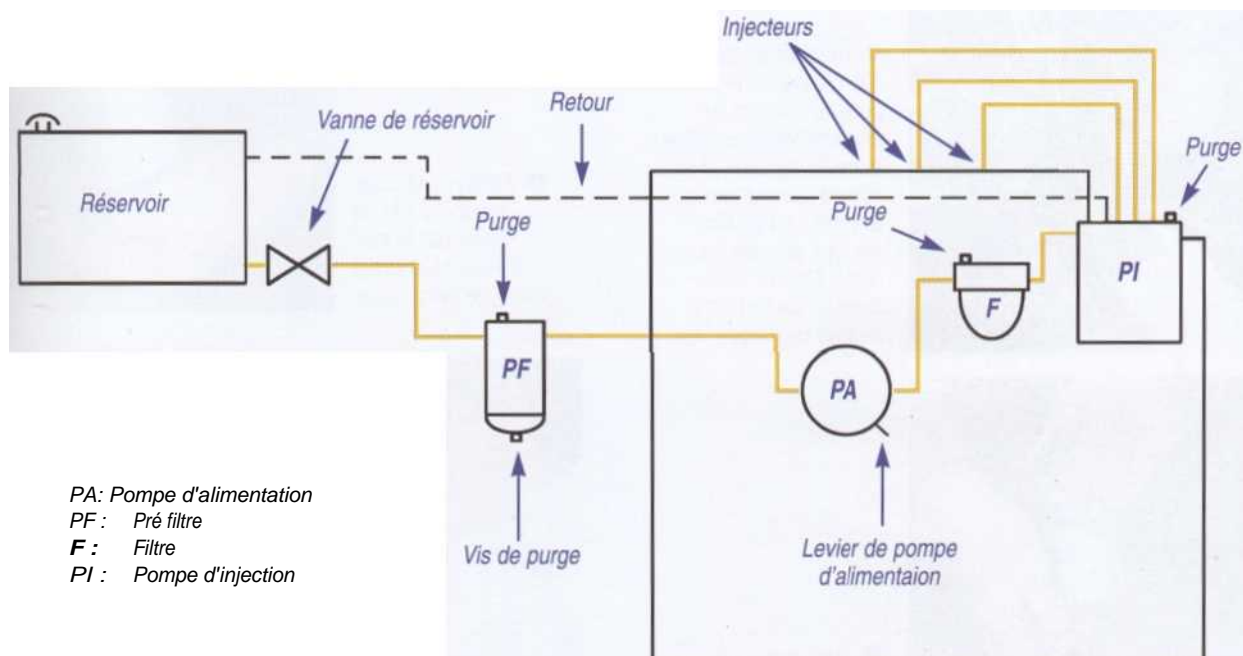 Injecteurs
Retour
Vanne de réservoir
Purge
Réservoir
Purge
Purge
PI
F
PF
PA
PA: Pompe d'alimentation
PF : Pré filtre
F : Filtre
PI : Pompe d'injection
Vis de purge
Levier de pompe
d'alimentaion